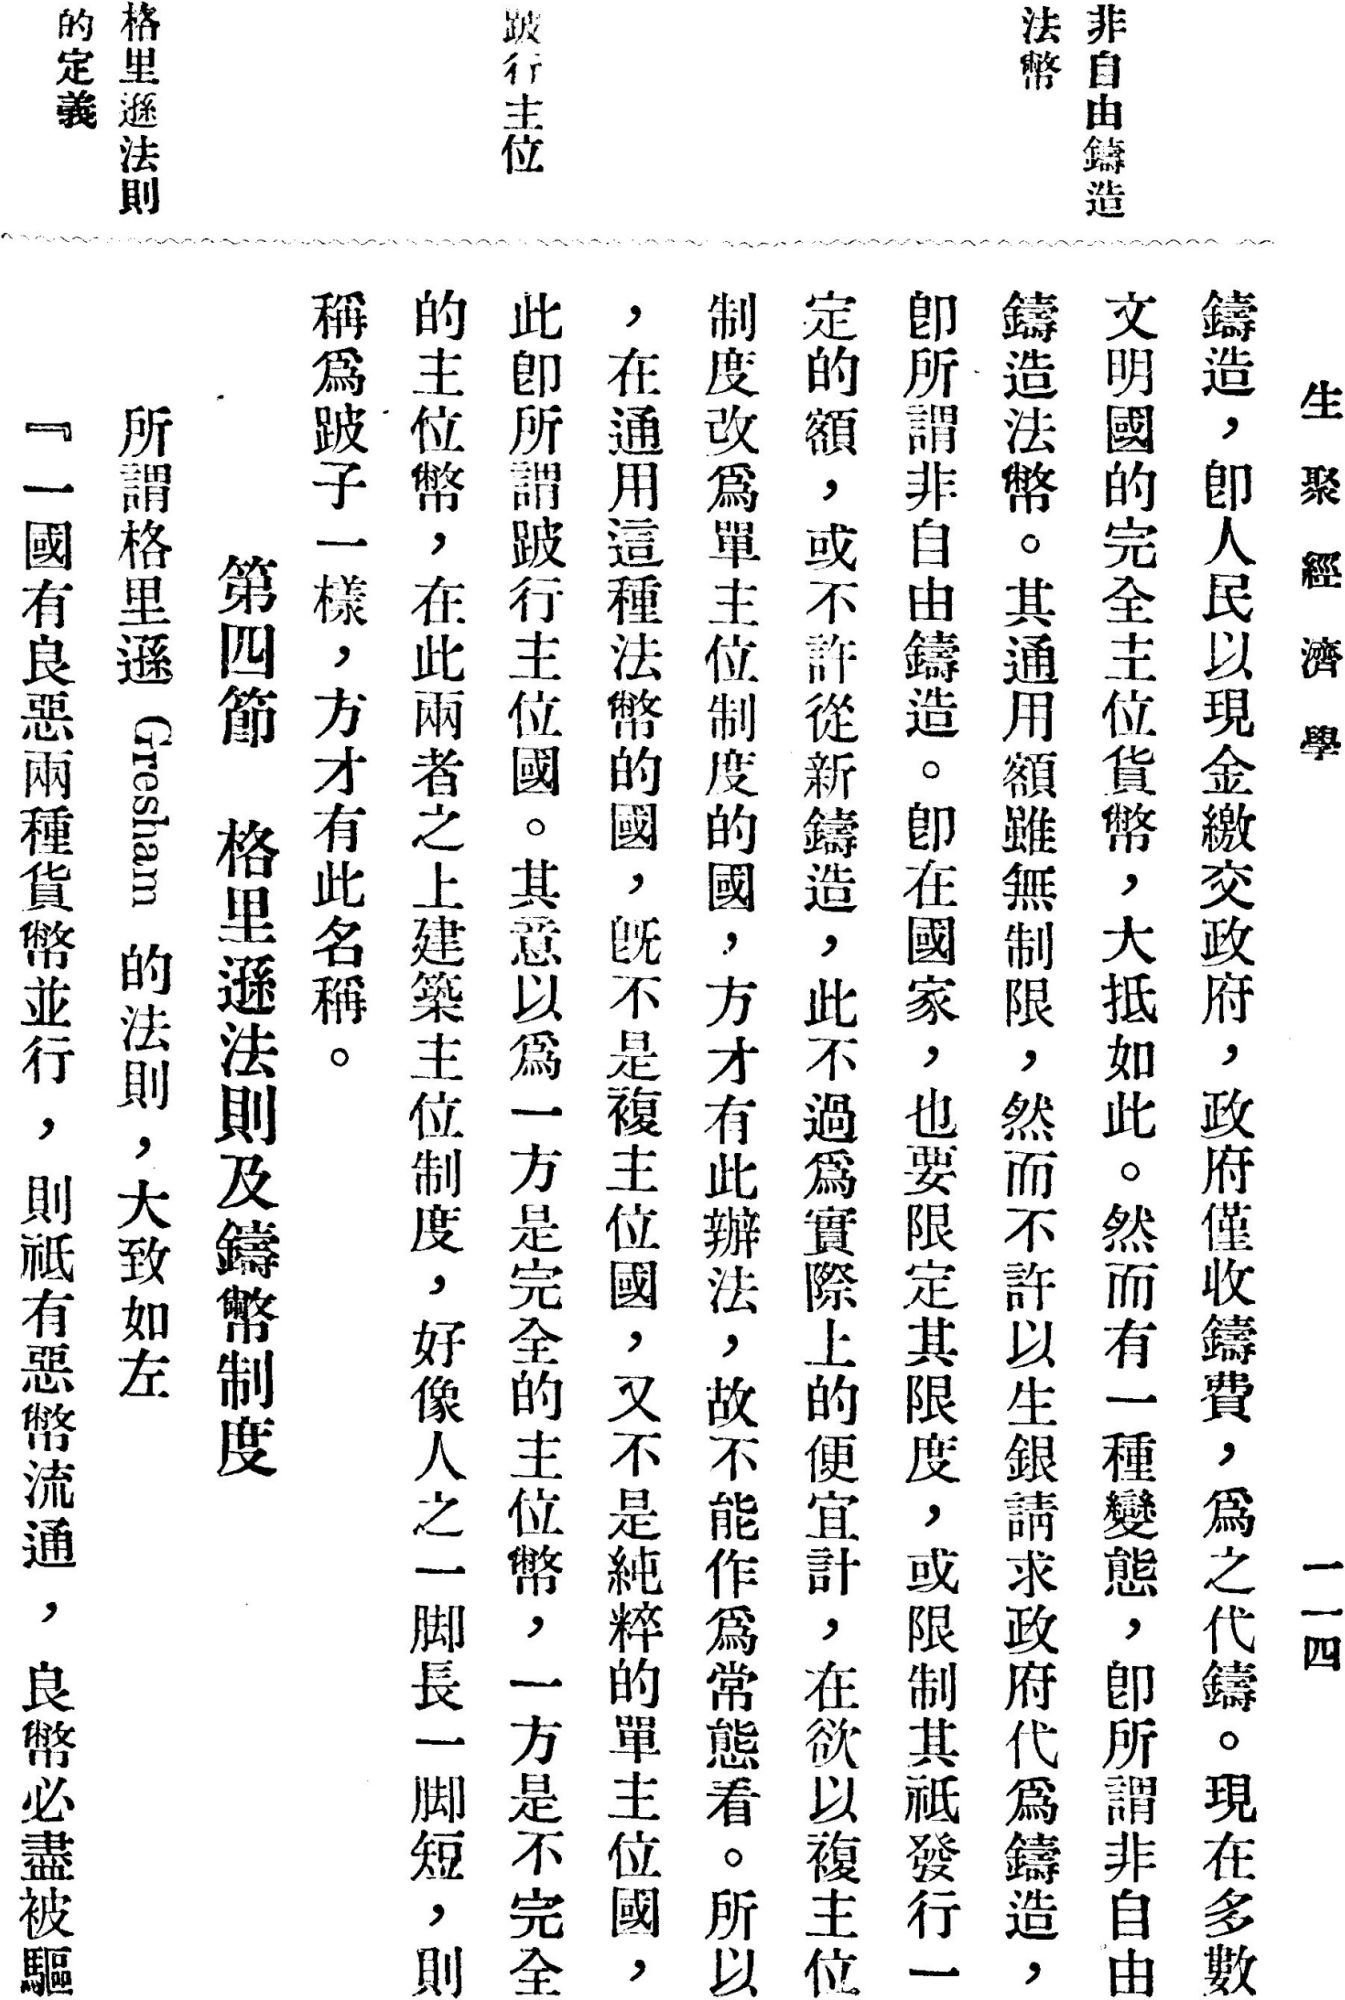 生聚經濟學
一一四
非自由鑄造
法幣
跛行主位
格里遜法則
的定義
鑄造，卽人民以現金繳交政府，政府僅收鑄費，爲之代鑄。現在多數
文明國的完全主位貨幣，大抵如此。然而有一種變態，卽所謂非自由
鑄造法幣。其通用額雖無制限，然而不許以生銀請求政府代爲鑄造，
卽所謂非自由鑄造。卽在國家，也要限定其限度，或限制其祇發行一
定的額，或不許從新鑄造，此不過爲實際上的便宜計，在欲以複主位
制度改爲單主位制度的國，方才有此辦法，故不能作爲常態看。所以
，在通用這種法幣的國，旣不是複主位國，又不是純粹的單主位國，
此卽所謂跛行主位國。其意以爲一方是完全的主位幣，一方是不完全
的主位幣，在此兩者之上建築主位制度，好像人之一脚長一脚短，則
稱爲跛子一樣，方才有此名稱。
第四節　格里遜法則及鑄幣制度
所謂格里遜 Gresham 的法則，大致如左
『一國有良惡兩種貨幣並行，則祇有惡幣流通，良幣必盡被驅